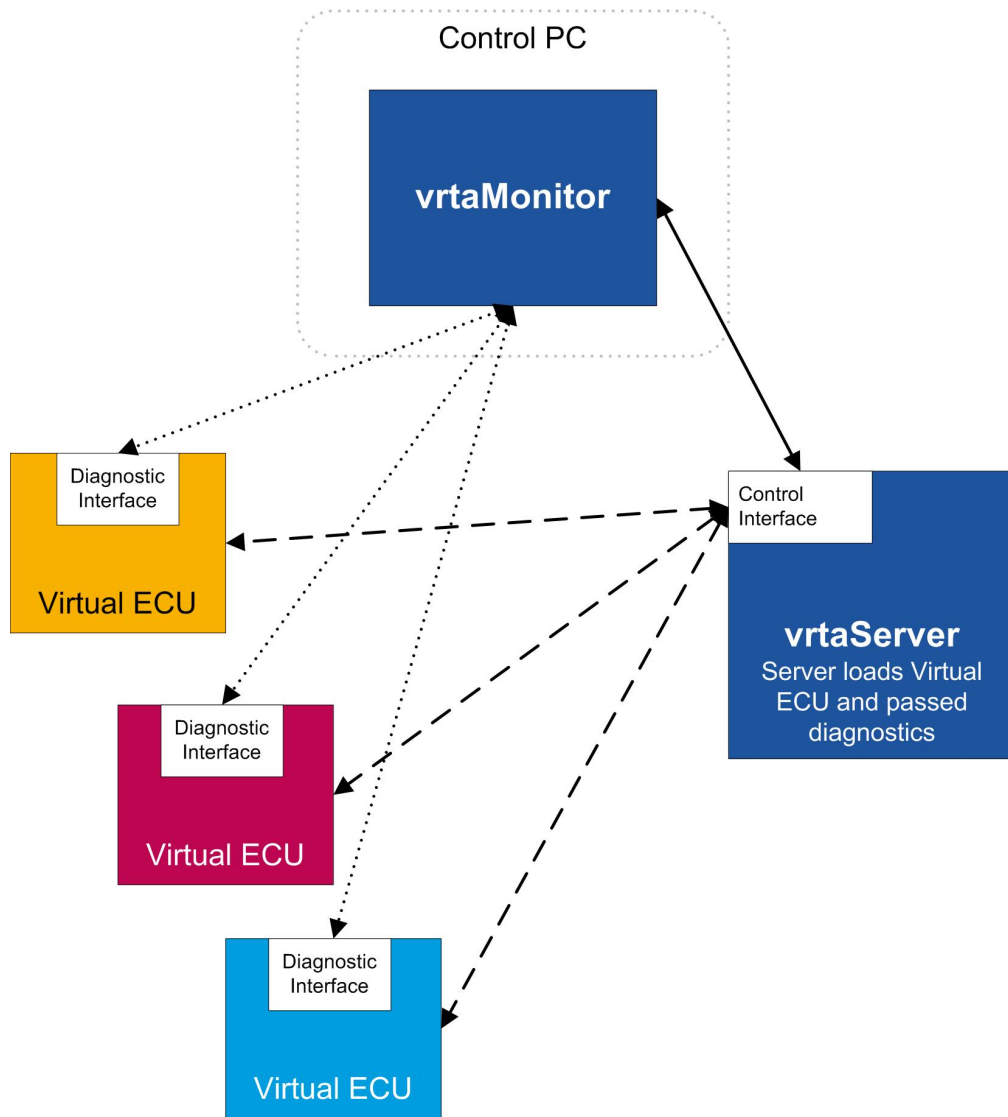 Control PC
vrtaMonitor
Diagnostic
Interface
Virtual ECU
Control
Interface
vrtaServer
Server loads Virtual
ECU and passed
diagnostics
Diagnostic
Interface
Virtual ECU
Diagnostic
Interface
Virtual ECU